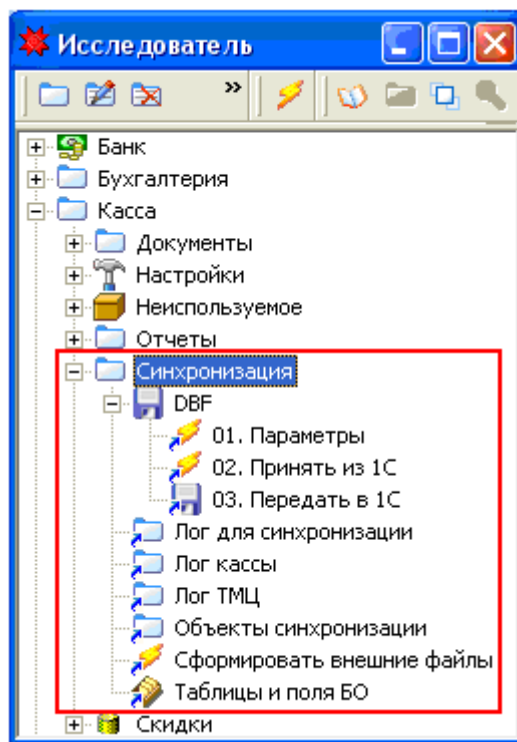 Исследователь
»
Банк
Бухгалтерия
Касса
Документы
Настройки
Неиспользуемое
Отчеты
Синхронизация
DBF
01. Параметры
02. Принять из 1С
03. Передать в 1С
Лог для синхронизации
Лог кассы
Лог ТМЦ
Объекты синхронизации
Сформировать внешние файлы
Таблицы и поля БО
Скидки